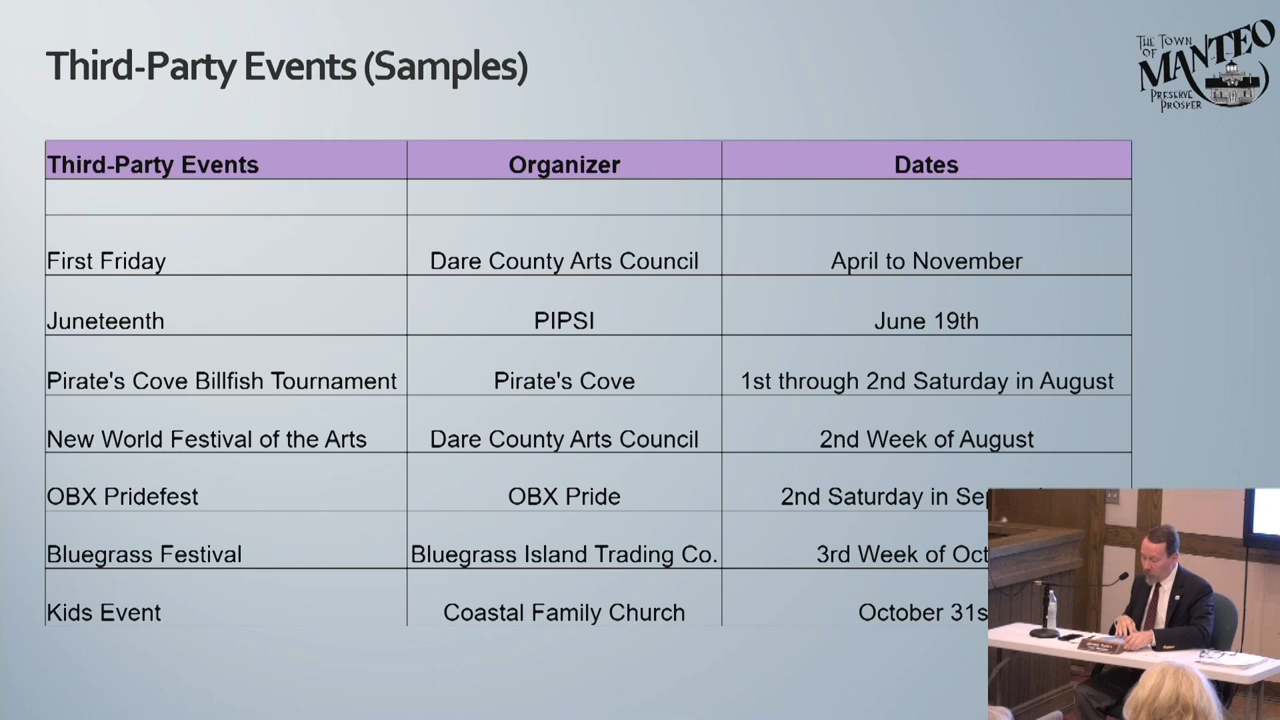 Third-Party Events (Samples)
THE TOWN
OF
MANTEO
PRESERVE
PROSPER
Third-Party Events Organizer Dates
First Friday Dare County Arts Council April to November
Juneteenth PIPSI June 19th
Pirate's Cove Billfish Tournament Pirate's Cove 1st through 2nd Saturday in August
New World Festival of the Arts Dare County Arts Council 2nd Week of August
OBX Pridefest OBX Pride 2nd Saturday in Sep
Bluegrass Festival Bluegrass Island Trading Co. 3rd Week of Oct
Kids Event Coastal Family Church October 31s